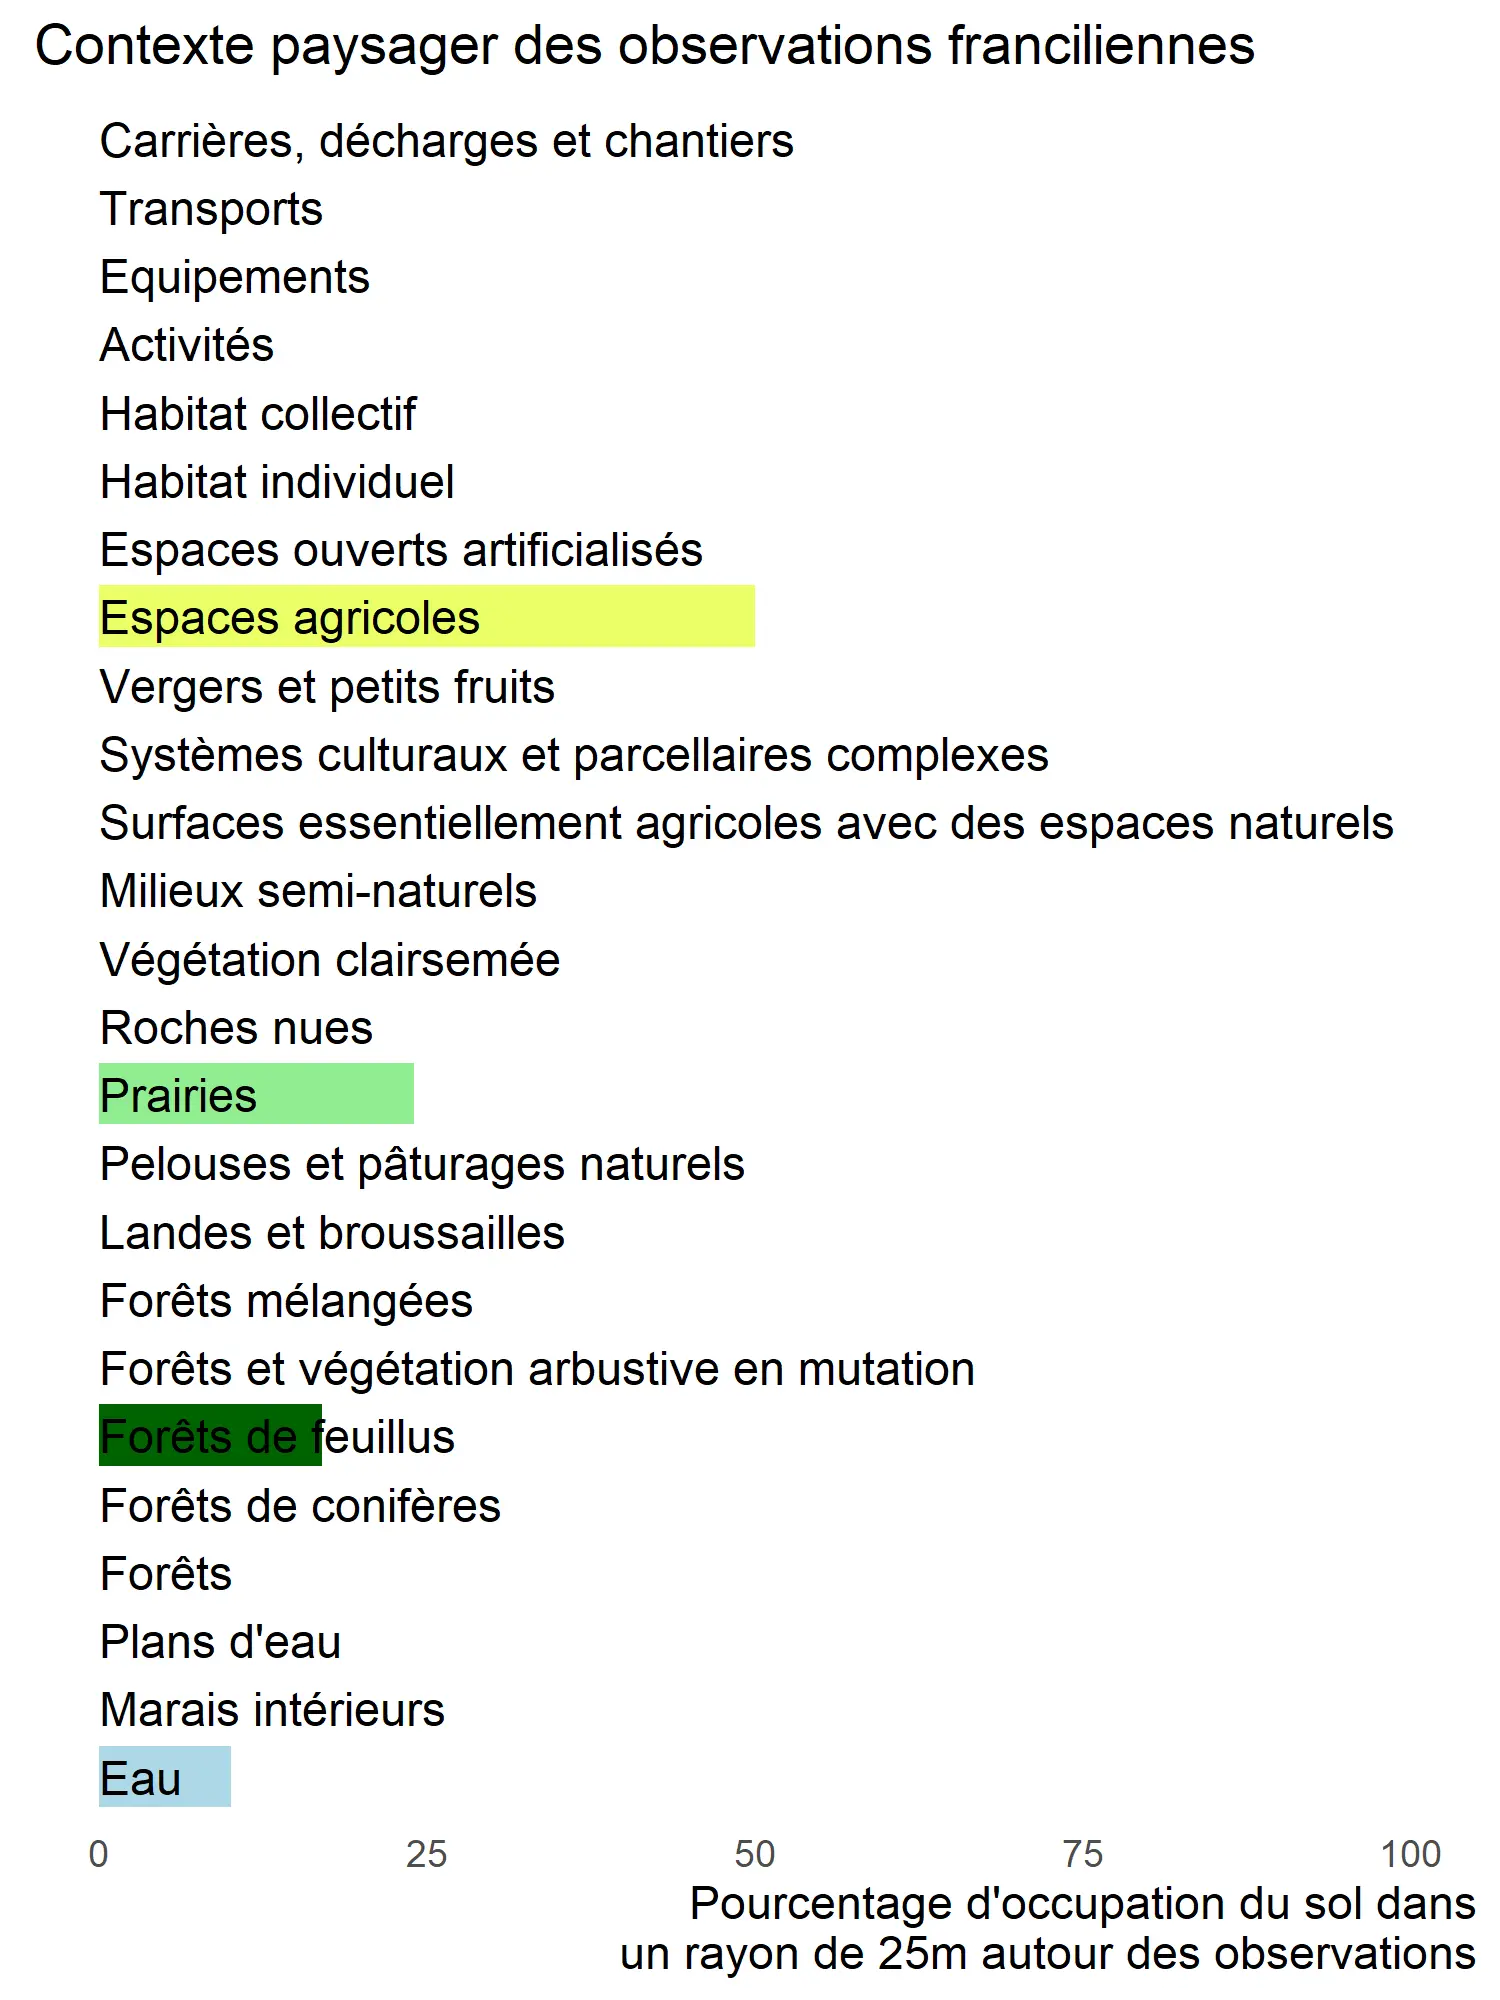 Contexte paysager des observations franciliennes
Carrières, décharges et chantiers
Transports
Equipements
Activités
Habitat collectif
Habitat individuel
Espaces ouverts artificialisés
Espaces agricoles
Vergers et petits fruits
Systèmes culturaux et parcellaires complexes
Surfaces essentiellement agricoles avec des espaces naturels
Milieux semi-naturels
Végétation clairsemée
Roches nues
Prairies
Pelouses et pâturages naturels
Landes et broussailles
Forêts mélangées
Forêts et végétation arbustive en mutation
Forêts de feuillus
Forêts de conifères
Forêts
Plans d'eau
Marais intérieurs
Eau
0 25 50 75 100
Pourcentage d'occupation du sol dans
un rayon de 25m autour des observations